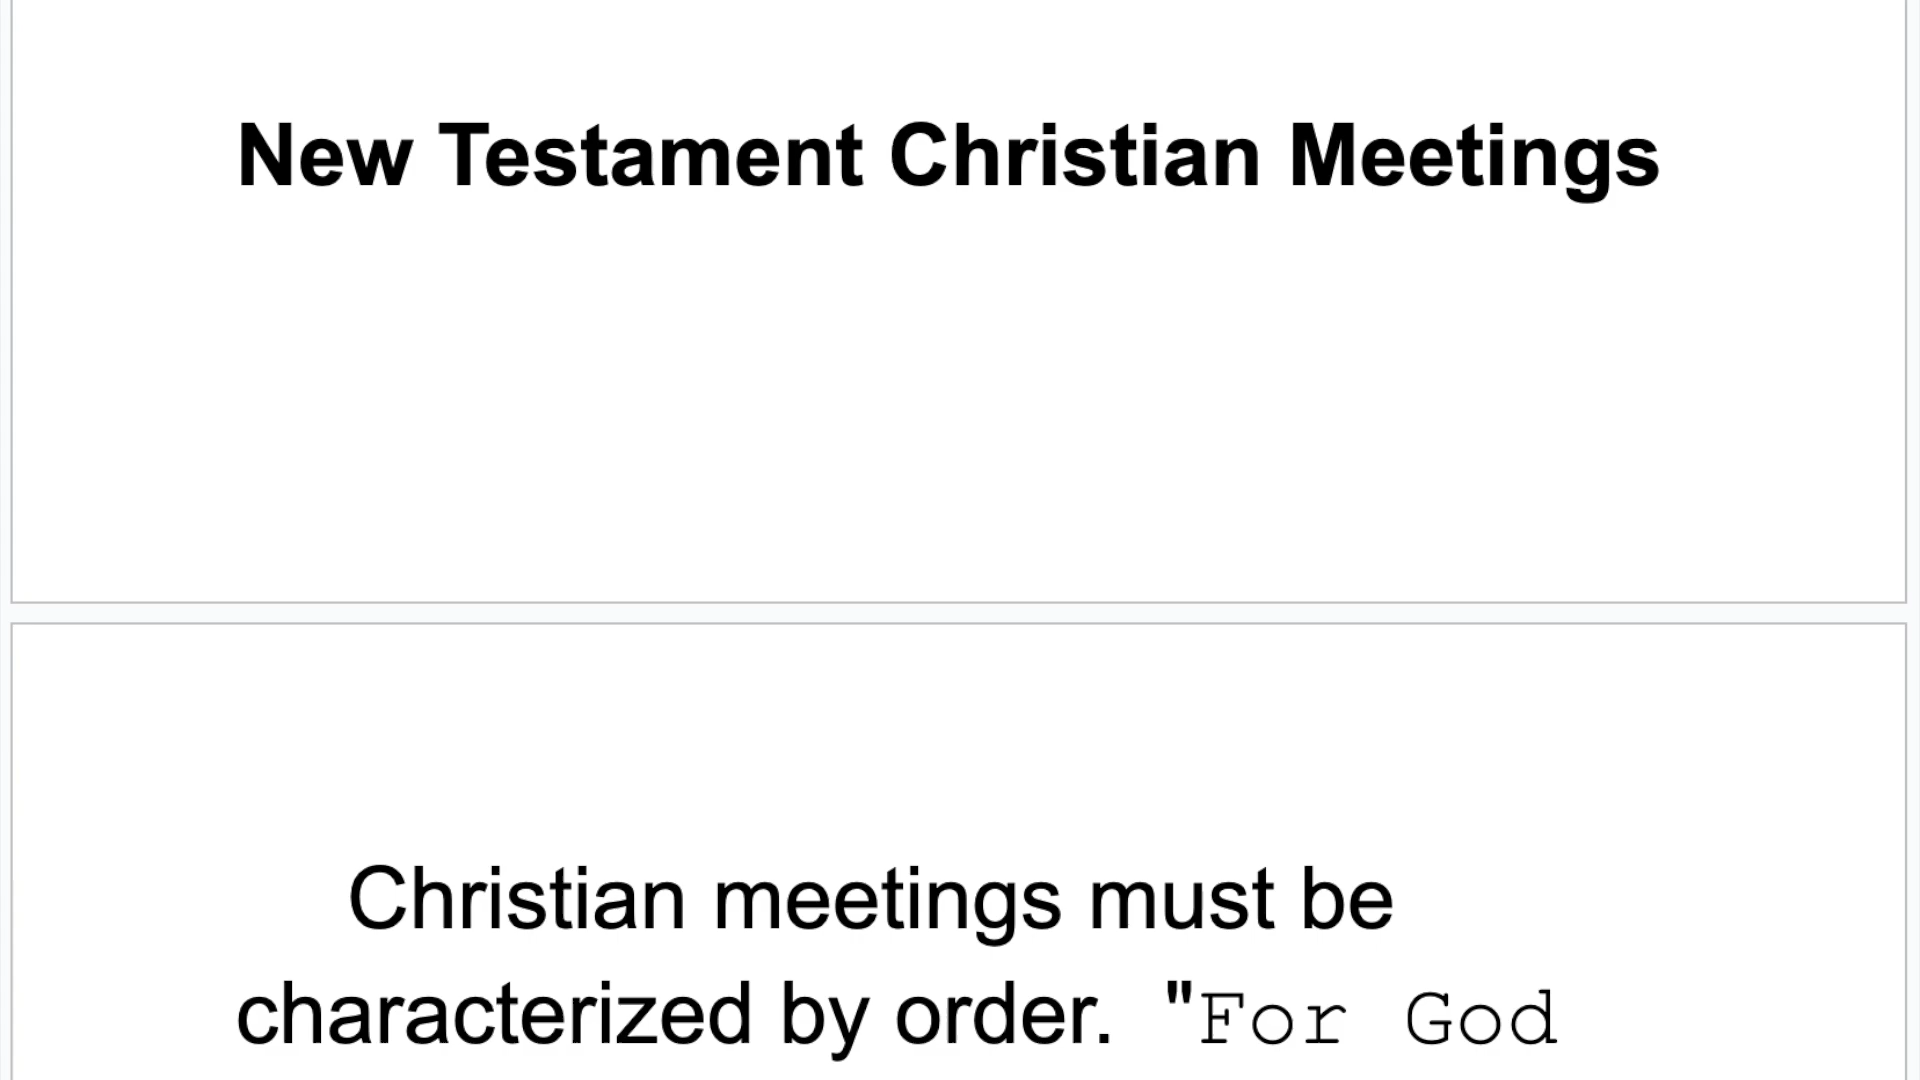 New Testament Christian Meetings
Christian meetings must be
characterized by order.  "For God